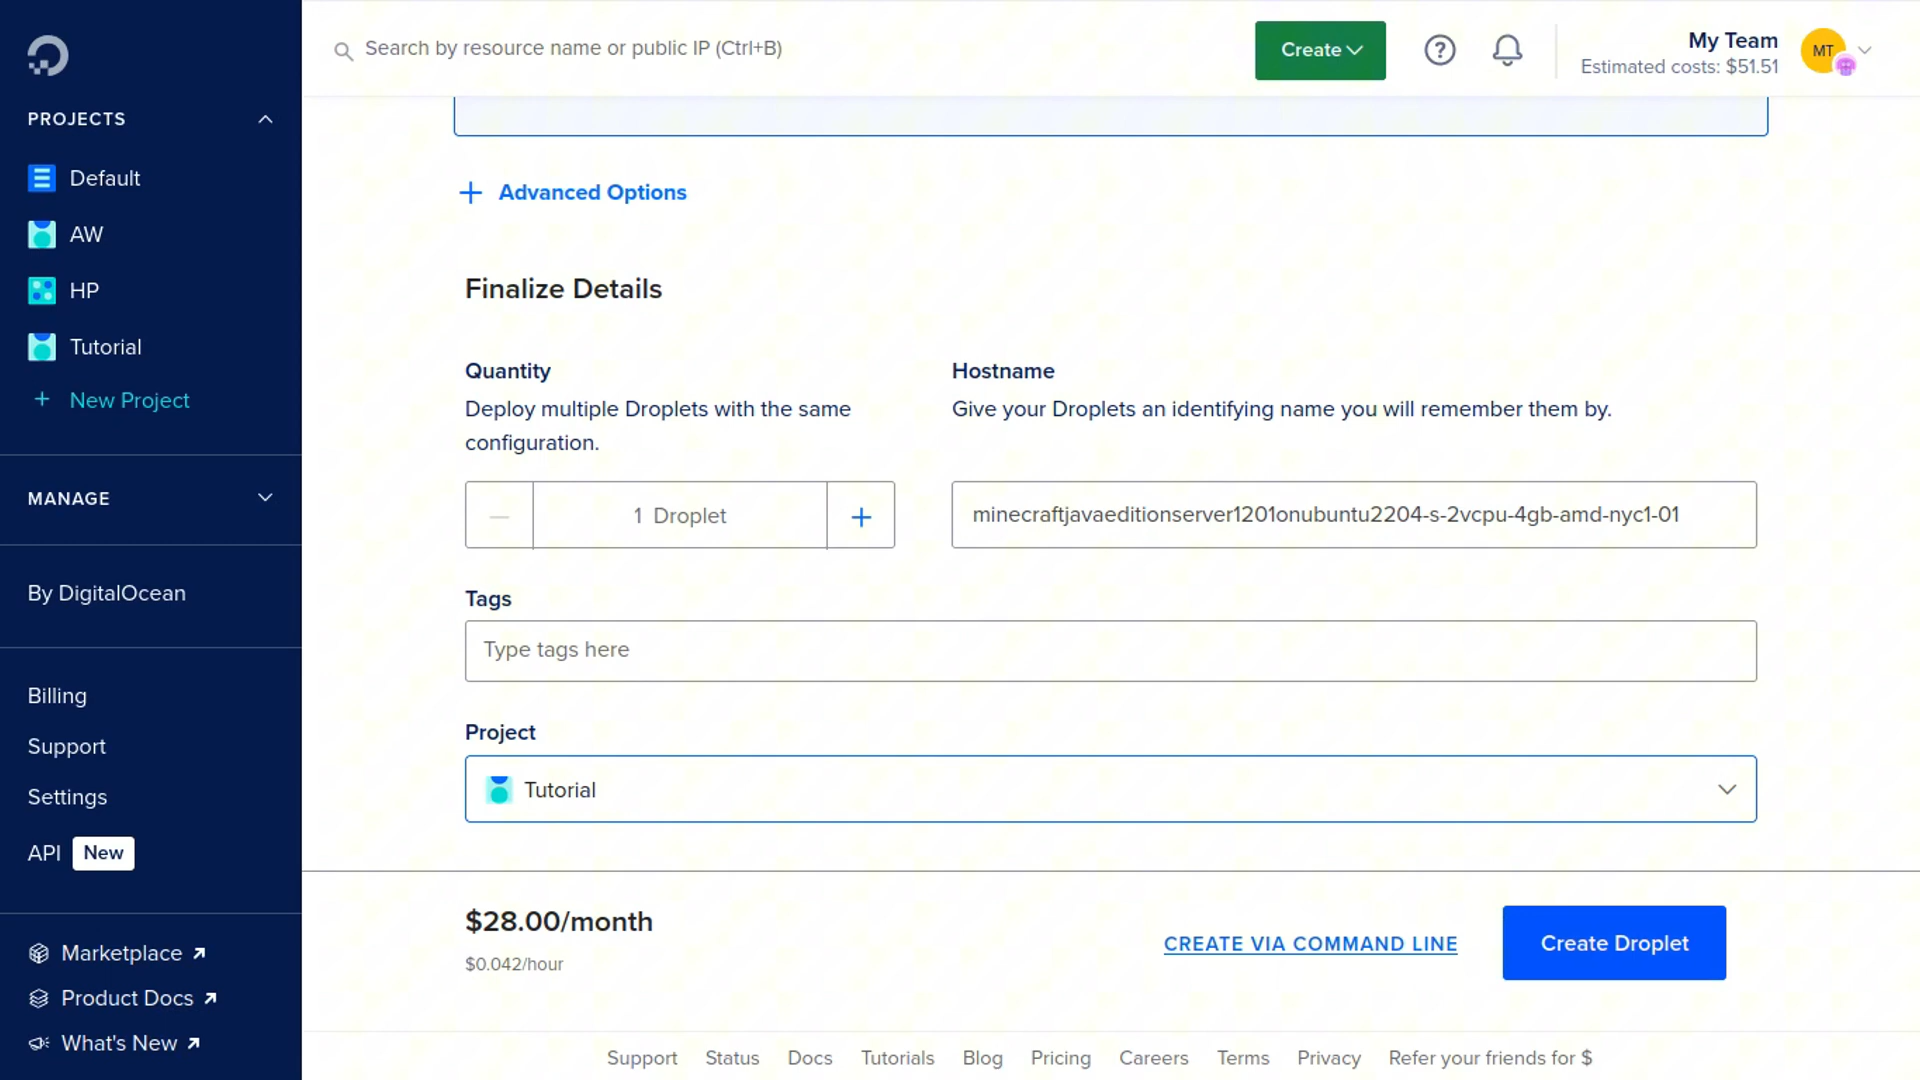 Search by resource name or public IP (Ctrl+B)
Create
My Team
Estimated costs: $51.51
MT
PROJECTS
Default
AW
HP
Tutorial
+ New Project
MANAGE
By DigitalOcean
Billing
Support
Settings
API New
Marketplace
Product Docs
What's New
+ Advanced Options
Finalize Details
Quantity
Deploy multiple Droplets with the same
configuration.
1 Droplet
Hostname
Give your Droplets an identifying name you will remember them by.
minecraftjavaeditionserver1201onubuntu2204-s-2vcpu-4gb-amd-nyc1-01
Tags
Type tags here
Project
Tutorial
$28.00/month
$0.042/hour
CREATE VIA COMMAND LINE
Create Droplet
Support Status Docs Tutorials Blog Pricing Careers Terms Privacy Refer your friends for $